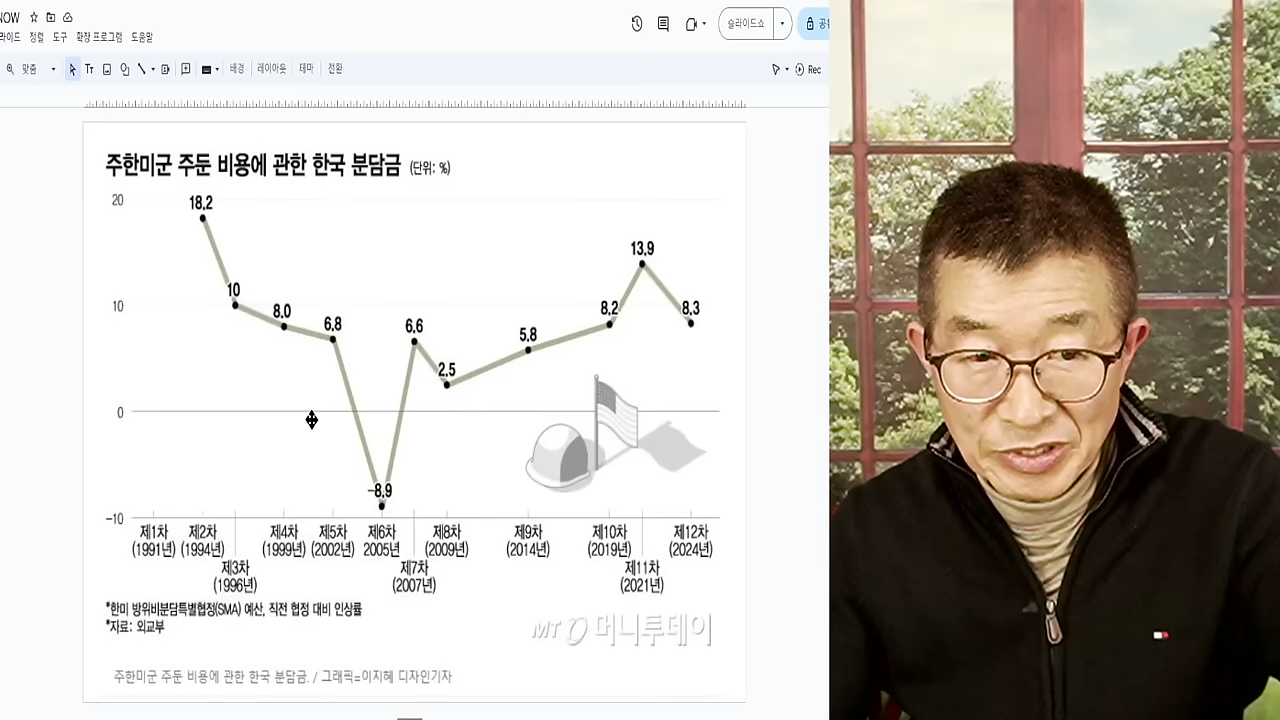 NOW
라이드 정렬 도구 확장 프로그램 도움말
슬라이드쇼
공유
맞춤
Tт
배경 레이아웃 테마 전환
Rec
주한미군 주둔 비용에 관한 한국 분담금 (단위: %)
20
10
0
-10
18.2
10
8.0
6.8
-8.9
6.6
2.5
5.8
8.2
13.9
8.3
제1차 제2차 제4차 제5차 제6차 제8차 제9차 제10차 제12차
(1991년) (1994년) (1999년) (2002년) 2005년 (2009년) (2014년) (2019년) (2024년)
제3차 제7차 제11차
(1996년) (2007년) (2021년)
*한미 방위비분담특별협정(SMA) 예산, 직전 협정 대비 인상률
*자료: 외교부
MT 머니투데이
주한미군 주둔 비용에 관한 한국 분담금. / 그래픽=이지혜 디자인기자